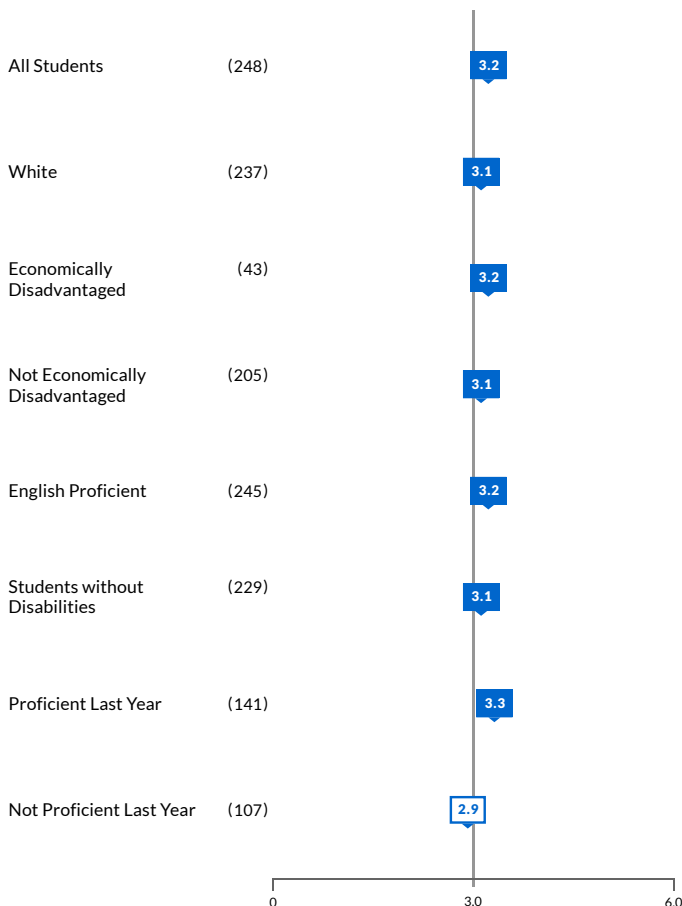 All Students (248) 3.2
White (237) 3.1
Economically (43)
Disadvantaged 3.2
Not Economically (205)
Disadvantaged 3.1
English Proficient (245) 3.2
Students without (229)
Disabilities 3.1
Proficient Last Year (141) 3.3
Not Proficient Last Year (107) 2.9
0 3.0 6.0